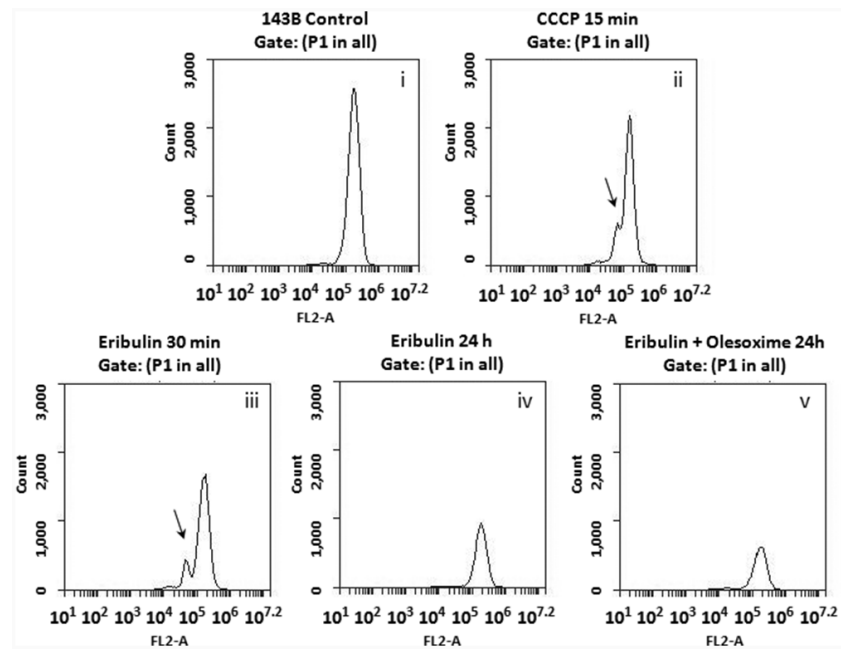 143B Control
Gate: (P1 in all)
i
3,000
2,000
1,000
0
Count
10¹ 10² 10³ 10⁴ 10⁵ 10⁶ 10⁷·²
FL2-A
CCCP 15 min
Gate: (P1 in all)
ii
3,000
2,000
1,000
0
Count
10¹ 10² 10³ 10⁴ 10⁵ 10⁶ 10⁷·²
FL2-A
Eribulin 30 min
Gate: (P1 in all)
iii
3,000
2,000
1,000
0
Count
10¹ 10² 10³ 10⁴ 10⁵ 10⁶ 10⁷·²
FL2-A
Eribulin 24 h
Gate: (P1 in all)
iv
3,000
2,000
1,000
0
Count
10¹ 10² 10³ 10⁴ 10⁵ 10⁶ 10⁷·²
FL2-A
Eribulin + Olesoxime 24h
Gate: (P1 in all)
v
3,000
2,000
1,000
0
Count
10¹ 10² 10³ 10⁴ 10⁵ 10⁶ 10⁷·²
FL2-A